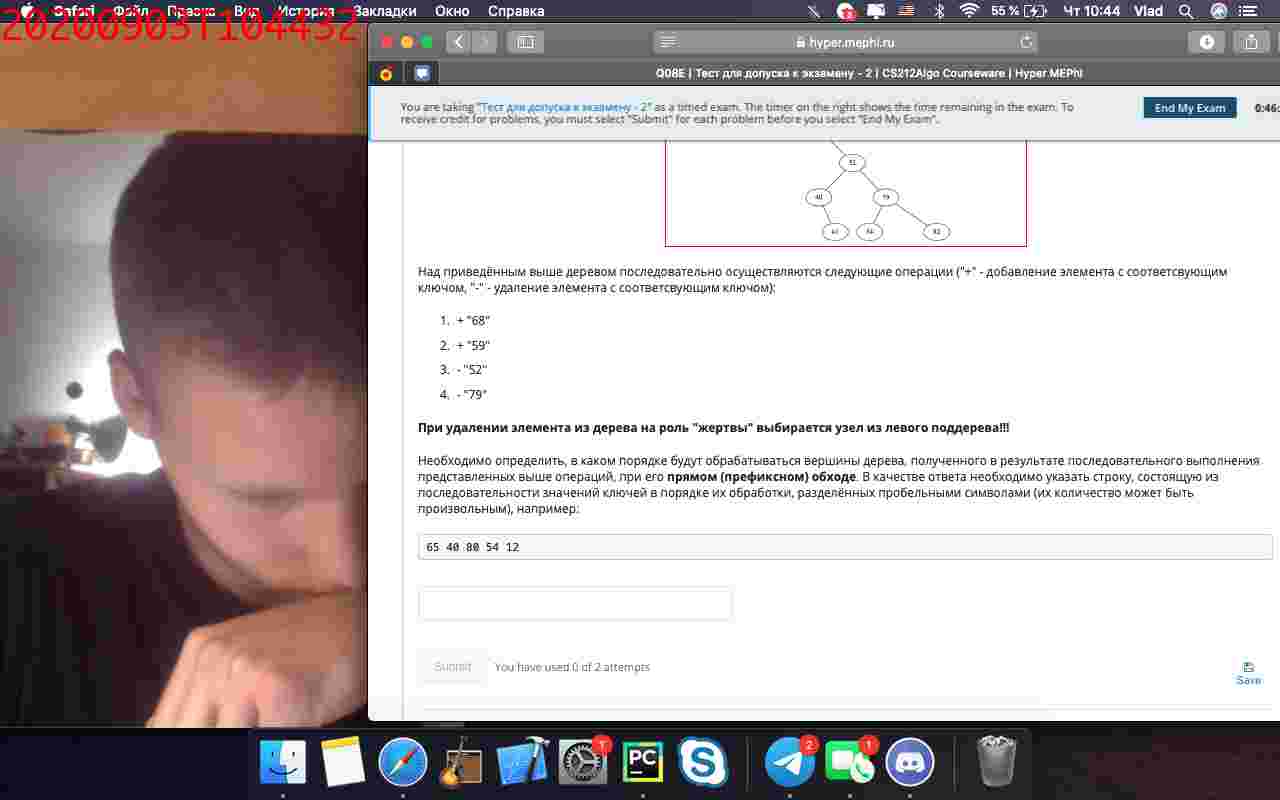 20200903T104432
Safari Файл Правка Вид История Закладки Окно Справка
55 % Чт 10:44 Vlad
hyper.mephi.ru
Q08E | Тест для допуска к экзамену - 2 | CS212Algo Courseware | Hyper.MEPhI
You are taking "Тест для допуска к экзамену - 2" as a timed exam. The timer on the right shows the time remaining in the exam. To
receive credit for problems, you must select "Submit" for each problem before you select "End My Exam".
End My Exam
0:46:
Над приведённым выше деревом последовательно осуществляются следующие операции ("+" - добавление элемента с соответсвующим
ключом, "-" - удаление элемента с соответсвующим ключом):
1. + "68"
2. + "59"
3. - "52"
4. - "79"
При удалении элемента из дерева на роль "жертвы" выбирается узел из левого поддерева!!!
Необходимо определить, в каком порядке будут обрабатываться вершины дерева, полученного в результате последовательного выполнения
представленных выше операций, при его прямом (префиксном) обходе. В качестве ответа необходимо указать строку, состоящую из
последовательности значений ключей в порядке их обработки, разделённых пробельными символами (их количество может быть
произвольным), например:
65 40 80 54 12
Submit
You have used 0 of 2 attempts
Save
1
PC
2
1